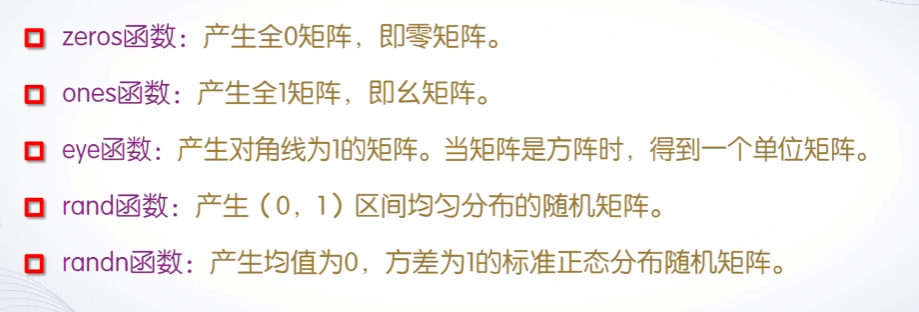 zeros函数：产生全0矩阵，即零矩阵。
ones函数：产生全1矩阵，即幺矩阵。
eye函数：产生对角线为1的矩阵。当矩阵是方阵时，得到一个单位矩阵。
rand函数：产生（0，1）区间均匀分布的随机矩阵。
randn函数：产生均值为0，方差为1的标准正态分布随机矩阵。